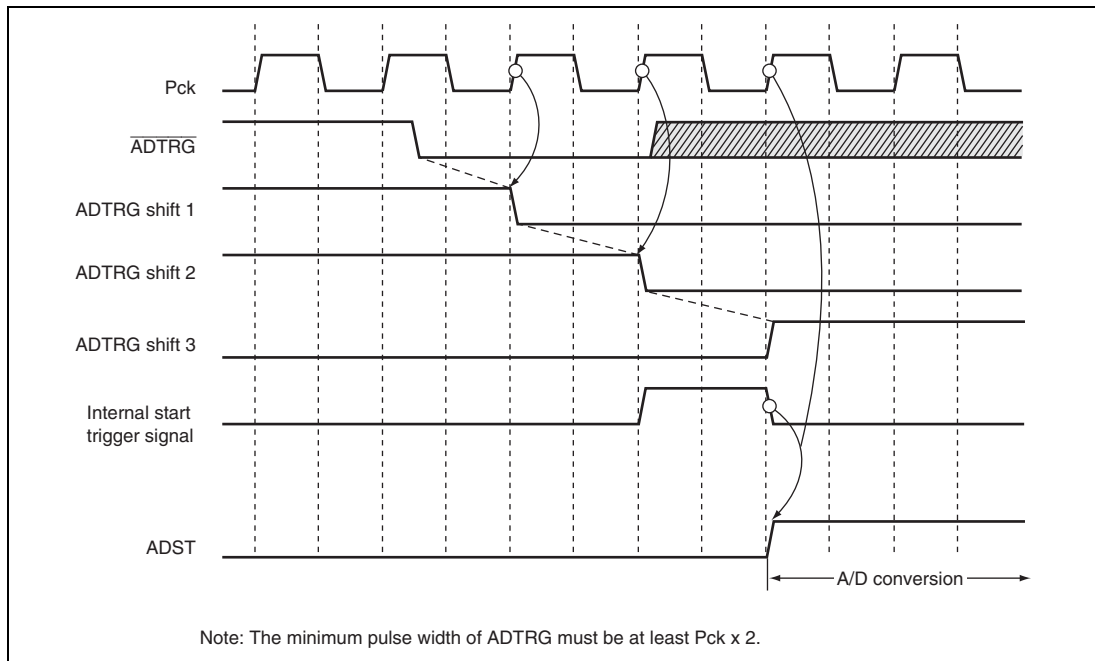 Pck
ADTRG
ADTRG shift 1
ADTRG shift 2
ADTRG shift 3
Internal start
trigger signal
ADST
A/D conversion
Note: The minimum pulse width of ADTRG must be at least Pck x 2.